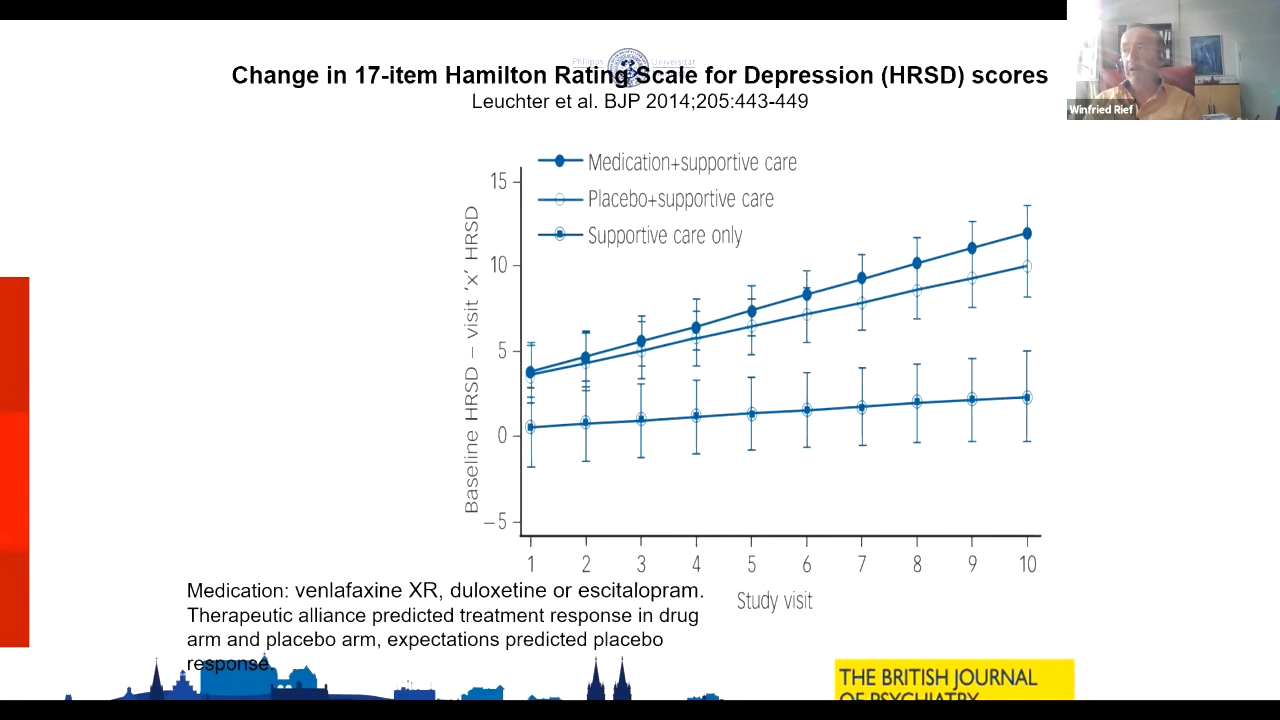 Philipps Universität
Change in 17-item Hamilton Rating Scale for Depression (HRSD) scores
Leuchter et al. BJP 2014;205:443-449
Winfried Rief
Medication+supportive care
Placebo+supportive care
Supportive care only
15
10
5
0
–5
Baseline HRSD – visit ‘x’ HRSD
1 2 3 4 5 6 7 8 9 10
Study visit
Medication: venlafaxine XR, duloxetine or escitalopram.
Therapeutic alliance predicted treatment response in drug
arm and placebo arm, expectations predicted placebo
response.
THE BRITISH JOURNAL
OF PSYCHIATRY